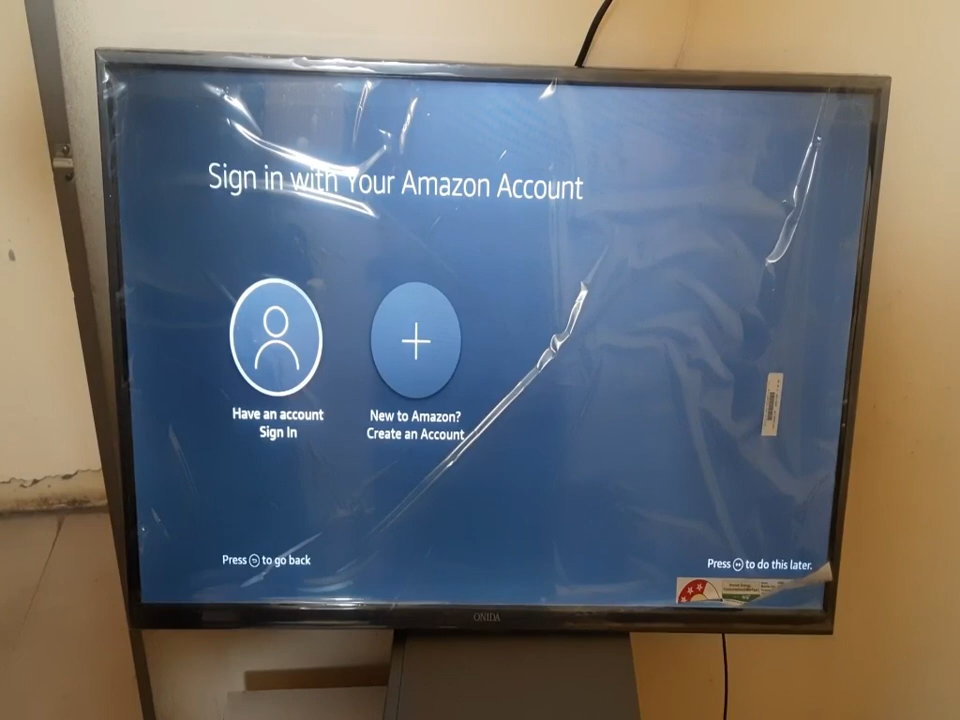 Sign in with Your Amazon Account
Have an account
Sign In
New to Amazon?
Create an Account
Press to go back
Press to do this later.
ONIDA